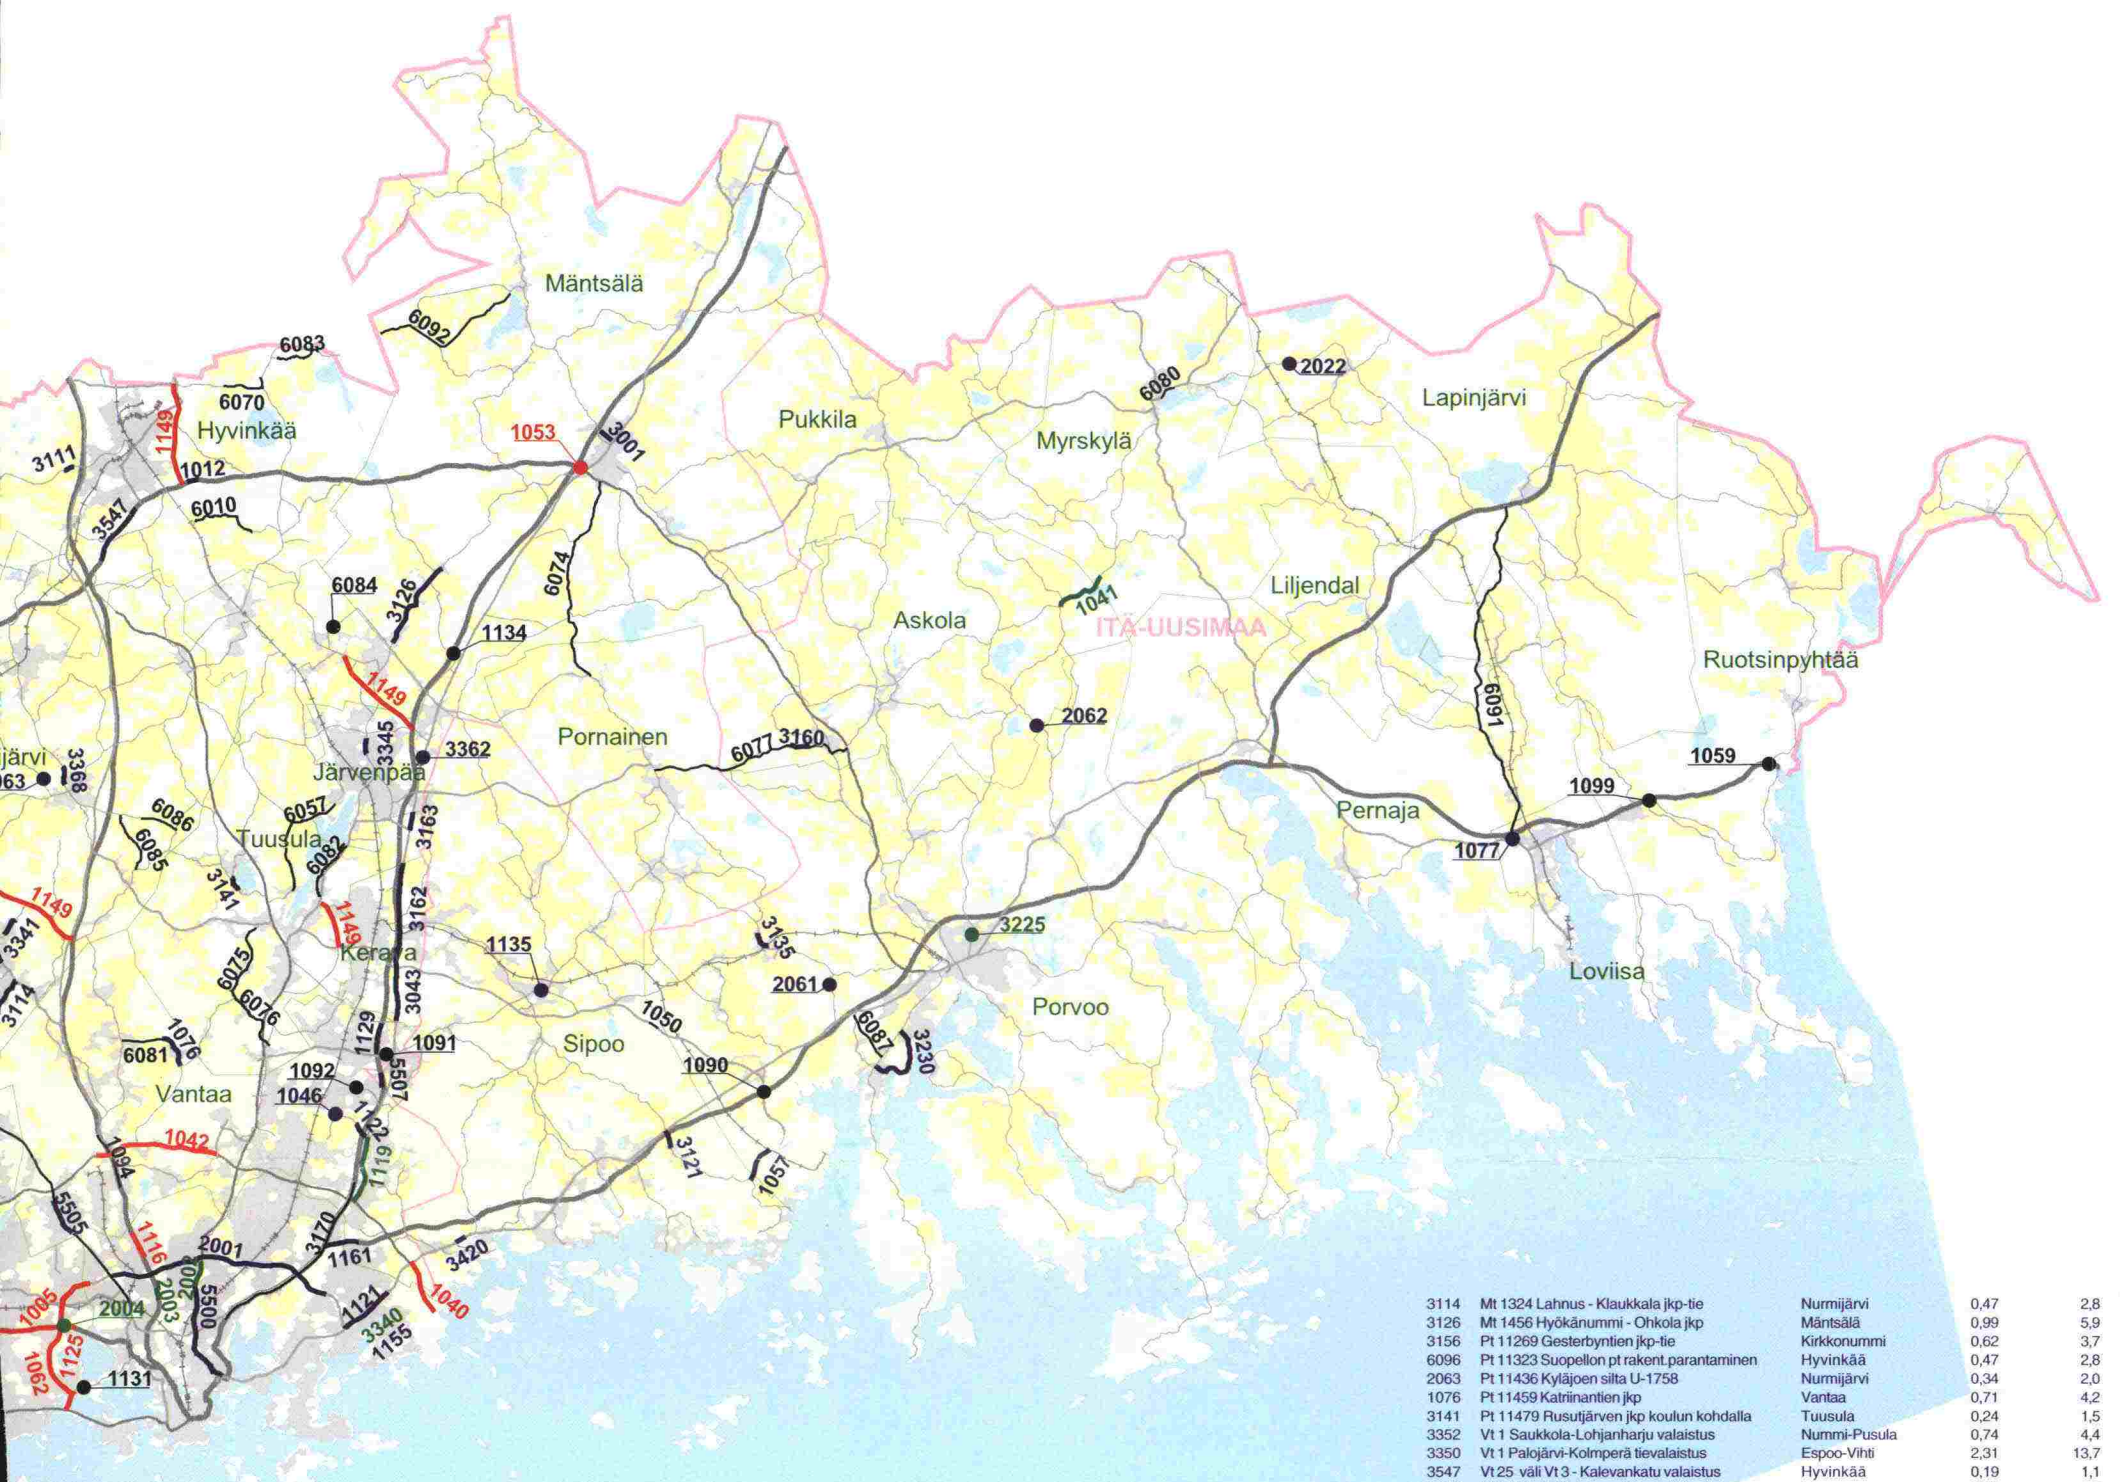 Mäntsälä
6092
6083
6070
Hyvinkää
1149
1012
3111
3547
6010
1053
3001
Pukkila
Myrskylä
6080
2022
Lapinjärvi
6084
3126
6074
1134
1149
Askola
1041
ITÄ-UUSIMAA
Liljendal
Ruotsinpyhtää
6091
3345
3362
Järvenpää
Pornainen
6077
3160
2062
1059
1099
1077
Pernaja
järvi
063
3368
6086
6085
6057
Tuusula
6082
3163
3141
3162
1149
3341
3114
1149
Kerava
6075
6076
3043
1135
3135
2061
3225
Porvoo
Loviisa
1076
6081
1129
1091
5507
Sipoo
1050
1090
6087
3230
Vantaa
1092
1046
1122
1119
1042
1094
3121
1057
5505
1116
2001
3170
1161
3420
2002
2003
5500
1005
2004
1125
1062
1131
1121
3340
1155
1040
3114 Mt 1324 Lahnus - Klaukkala jkp-tie Nurmijärvi 0,47 2,8
3126 Mt 1456 Hyökännummi - Ohkola jkp Mäntsälä 0,99 5,9
3156 Pt 11269 Gesterbyntien jkp-tie Kirkkonummi 0,62 3,7
6096 Pt 11323 Suopellon pt rakent.parantaminen Hyvinkää 0,47 2,8
2063 Pt 11436 Kyläjoen silta U-1758 Nurmijärvi 0,34 2,0
1076 Pt 11459 Katriinantien jkp Vantaa 0,71 4,2
3141 Pt 11479 Rusutjärven jkp koulun kohdalla Tuusula 0,24 1,5
3352 Vt 1 Saukkola-Lohjanharju valaistus Nummi-Pusula 0,74 4,4
3350 Vt 1 Palojärvi-Kolmperä tievalaistus Espoo-Vihti 2,31 13,7
3547 Vt 25 väli Vt 3 - Kalevankatu valaistus Hyvinkää 0,19 1,1